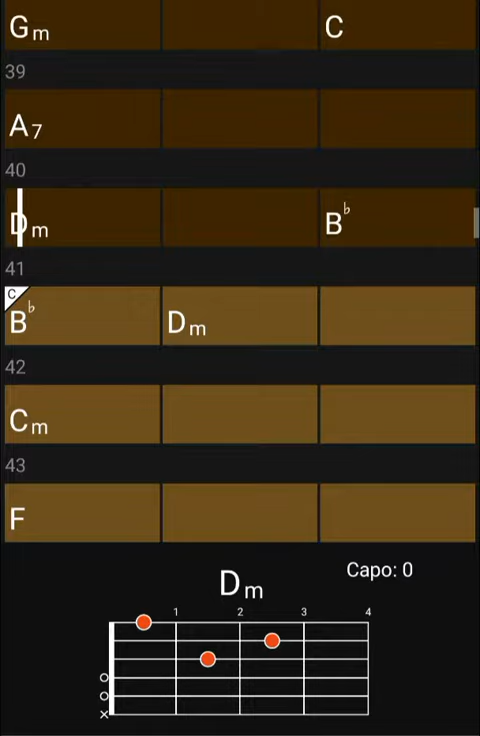 Gm C
39
A7
40
Dm B♭
41
C
B♭ Dm
42
Cm
43
F
Dm
Capo: 0
1 2 3 4
o
o
x